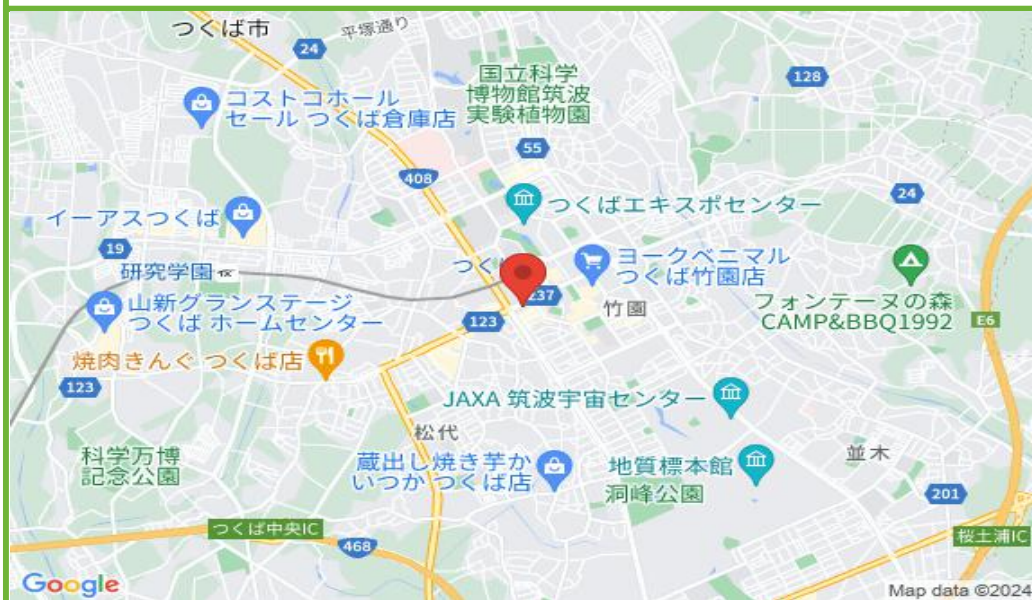 つくば市
平塚通り
24
国立科学
博物館筑波
実験植物園
128
コストコホール
セール つくば倉庫店
55
408
24
イーアスつくば
つくばエキスポセンター
19
研究学園
つく
ヨークベニマル
つくば竹園店
237
竹園
山新グランステージ
つくば ホームセンター
123
フォンテーヌの森
CAMP&BBQ1992
E6
焼肉きんぐ つくば店
123
JAXA 筑波宇宙センター
松代
科学万博
記念公園
蔵出し焼き芋か
いつか つくば店
地質標本館
洞峰公園
並木
201
つくば中央IC
468
桜土浦IC
Google
Map data ©2024